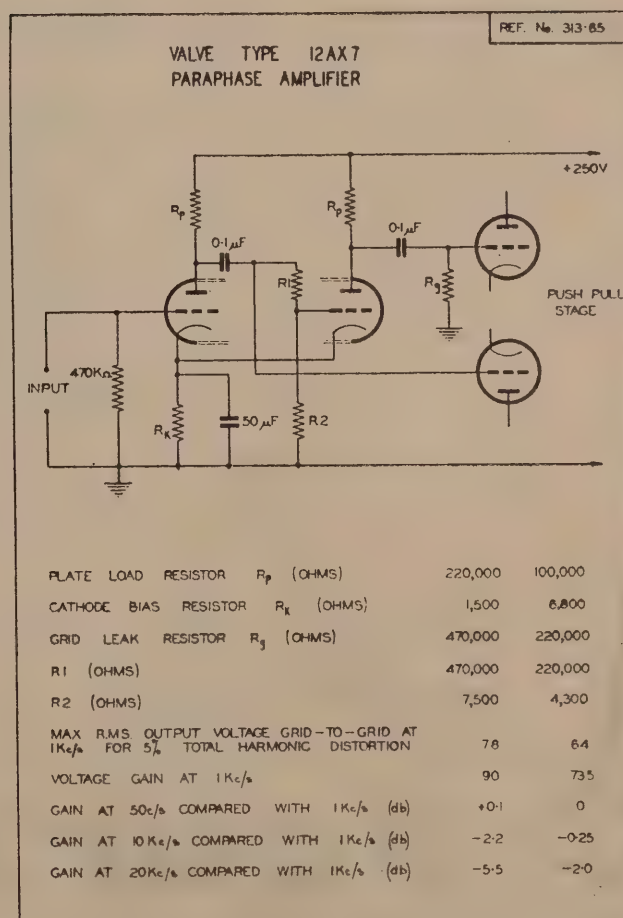 REF. No. 313-65
VALVE TYPE 12AX7
PARAPHASE AMPLIFIER
+250V
Rp
Rp
0·1µF
0·1µF
R1
Rg
PUSH PULL
STAGE
INPUT
470KΩ
RK
50µF
R2
PLATE LOAD RESISTOR Rp (OHMS) 220,000 100,000
CATHODE BIAS RESISTOR RK (OHMS) 1,500 6,800
GRID LEAK RESISTOR Rg (OHMS) 470,000 220,000
R1 (OHMS) 470,000 220,000
R2 (OHMS) 7,500 4,300
MAX R.M.S. OUTPUT VOLTAGE GRID-TO-GRID AT
1Kc/s FOR 5% TOTAL HARMONIC DISTORTION 78 64
VOLTAGE GAIN AT 1Kc/s 90 735
GAIN AT 50c/s COMPARED WITH 1Kc/s (db) +0·1 0
GAIN AT 10Kc/s COMPARED WITH 1Kc/s (db) -2·2 -0·25
GAIN AT 20Kc/s COMPARED WITH 1Kc/s (db) -5·5 -2·0